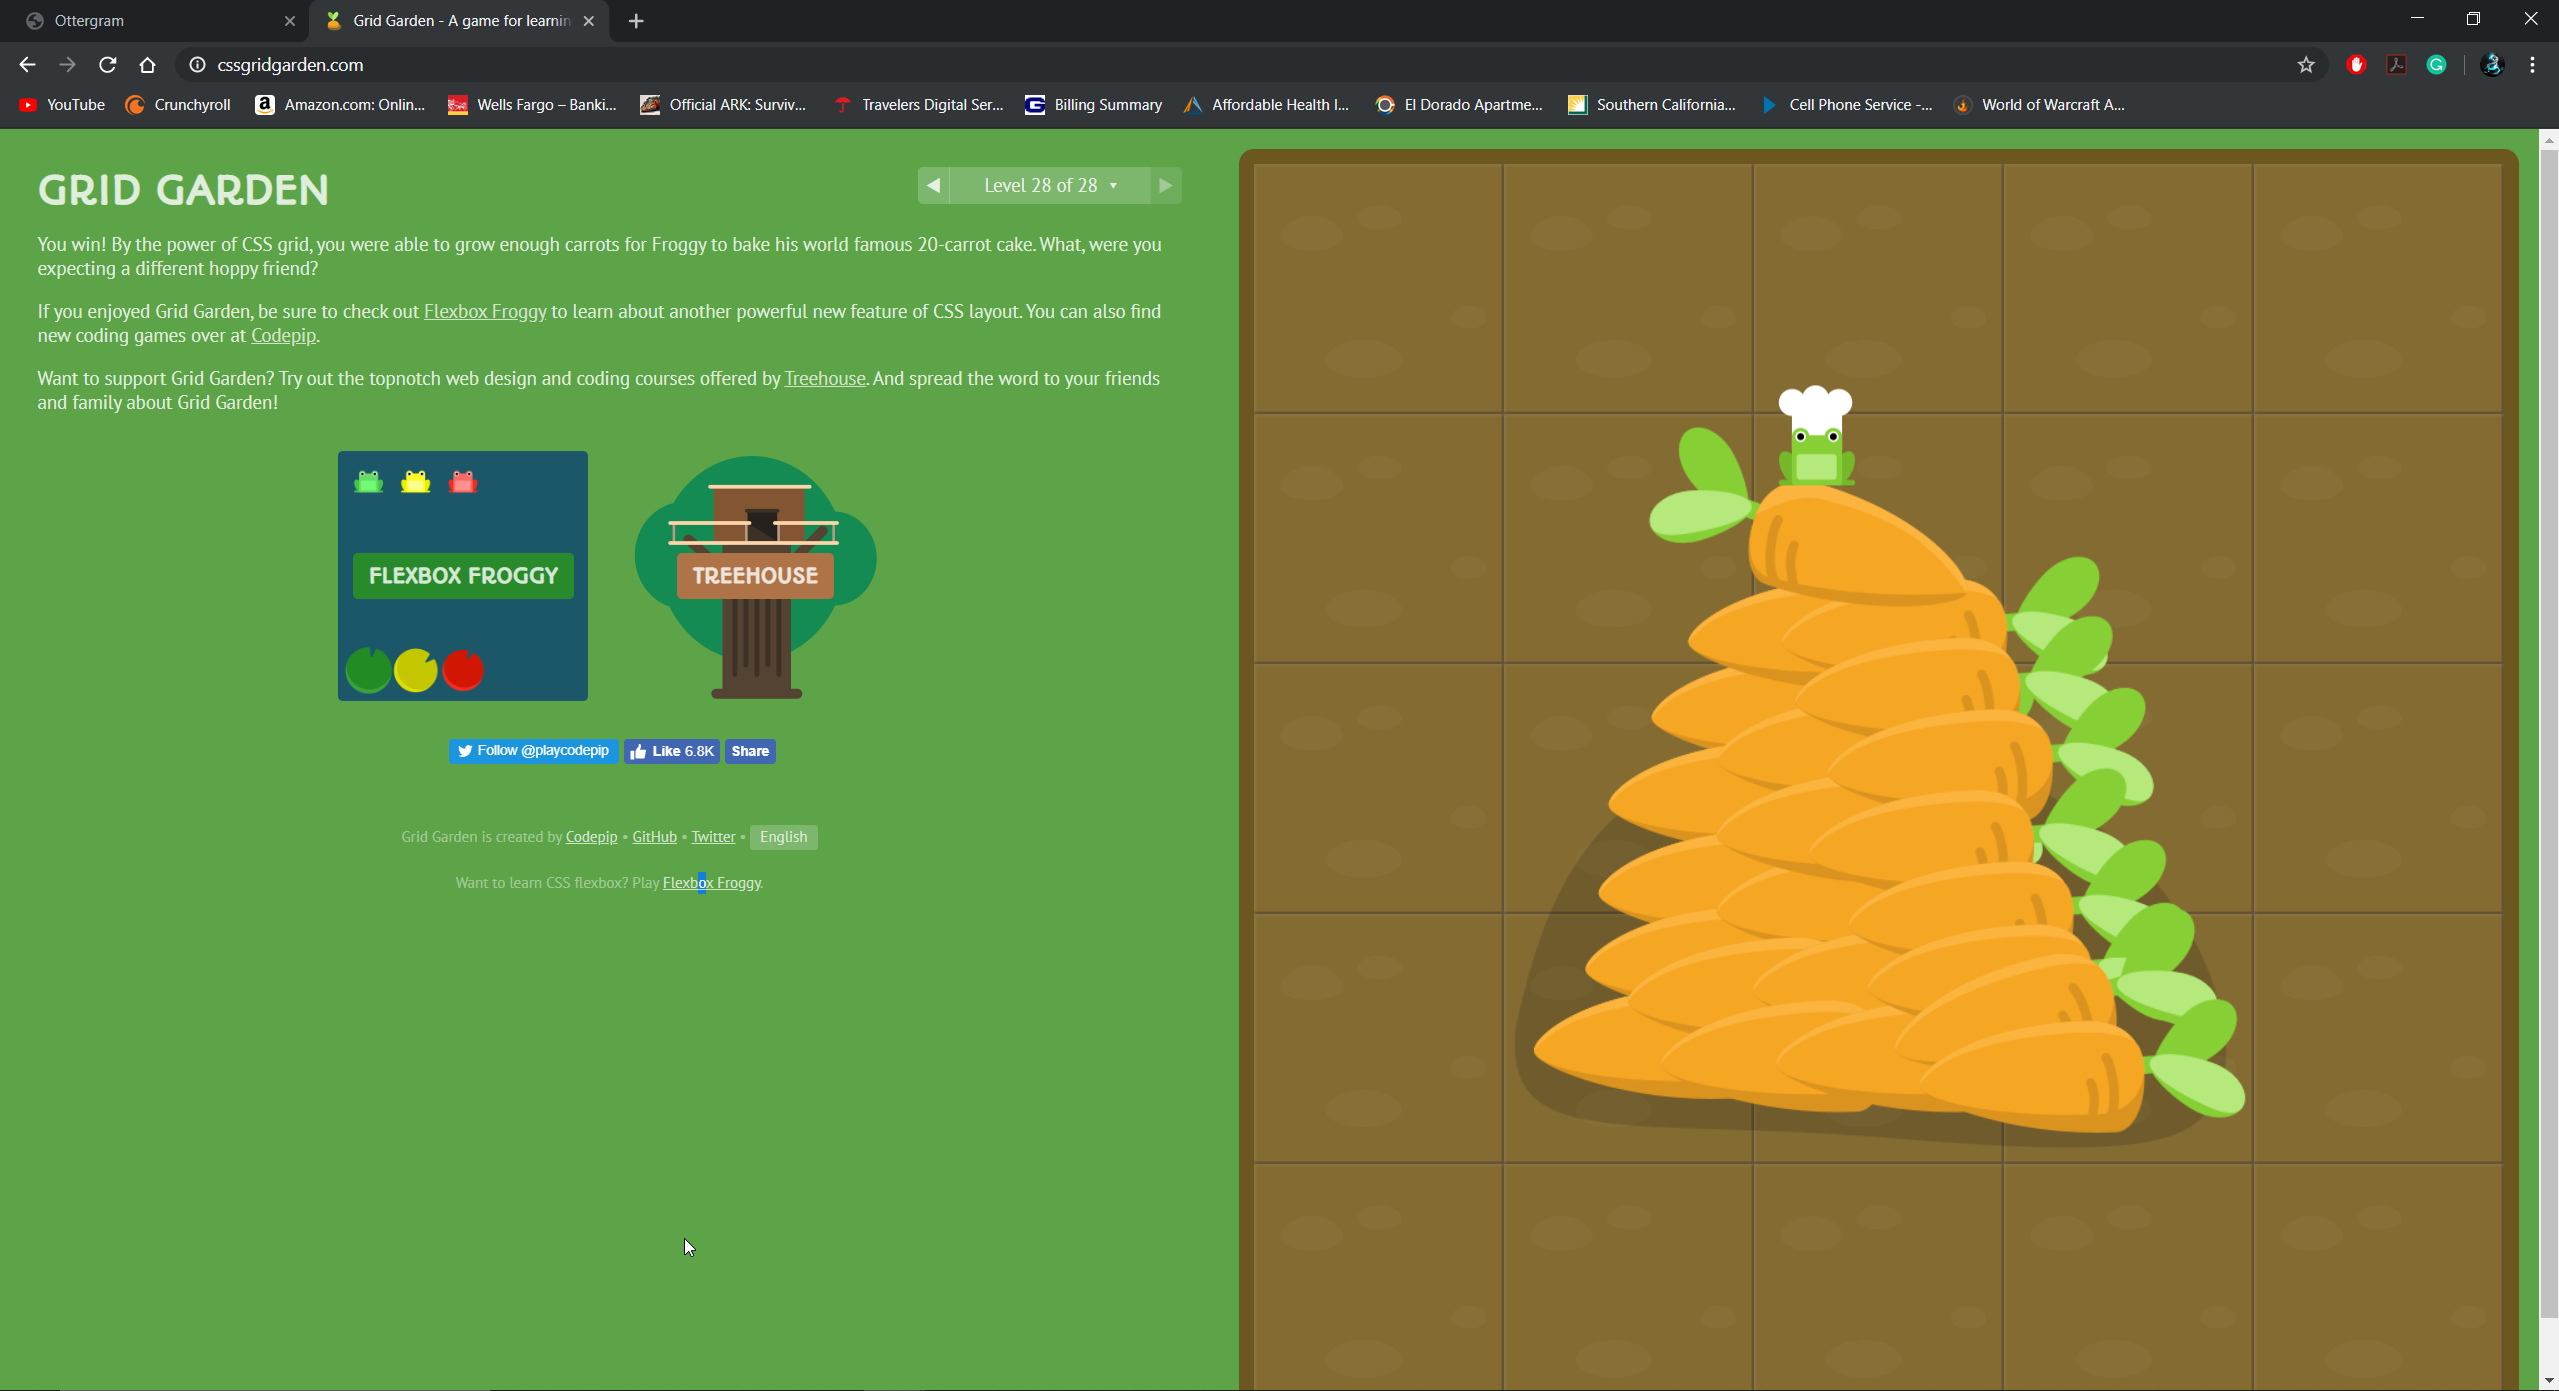 Ottergram
Grid Garden - A game for learnin
cssgridgarden.com
YouTube
Crunchyroll
Amazon.com: Onlin...
Wells Fargo – Banki...
Official ARK: Surviv...
Travelers Digital Ser...
Billing Summary
Affordable Health I...
El Dorado Apartme...
Southern California...
Cell Phone Service -...
World of Warcraft A...
GRID GARDEN
Level 28 of 28
You win! By the power of CSS grid, you were able to grow enough carrots for Froggy to bake his world famous 20-carrot cake. What, were you
expecting a different hoppy friend?
If you enjoyed Grid Garden, be sure to check out Flexbox Froggy to learn about another powerful new feature of CSS layout. You can also find
new coding games over at Codepip.
Want to support Grid Garden? Try out the topnotch web design and coding courses offered by Treehouse. And spread the word to your friends
and family about Grid Garden!
FLEXBOX FROGGY
TREEHOUSE
Follow @playcodepip
Like 6.8K
Share
Grid Garden is created by Codepip • GitHub • Twitter • English
Want to learn CSS flexbox? Play Flexbox Froggy.